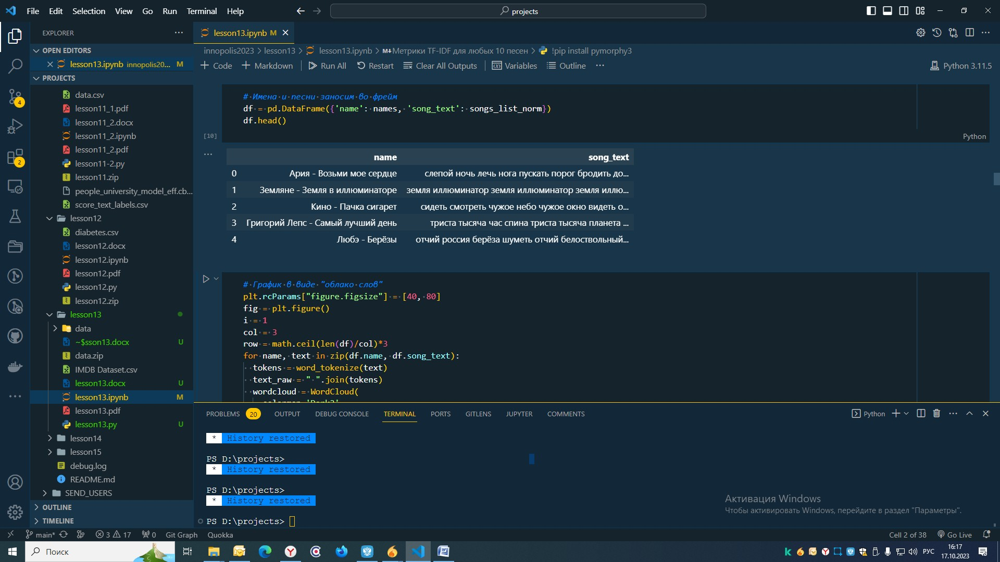 File Edit Selection View Go Run Terminal Help
projects
EXPLORER
lesson13.ipynb M
OPEN EDITORS
innopolis2023 > lesson13 > lesson13.ipynb > M↓Метрики TF-IDF для любых 10 песен > !pip install pymorphy3
lesson13.ipynb innopolis20... M
Code Markdown Run All Restart Clear All Outputs Variables Outline ... Python 3.11.5
PROJECTS
data.csv
lesson11_1.pdf
lesson11_2.docx
lesson11_2.ipynb
lesson11_2.pdf
lesson11-2.py
lesson11.zip
people_university_model_eff.cb...
score_text_labels.csv
lesson12
diabetes.csv
lesson12.docx
lesson12.ipynb
lesson12.pdf
lesson12.py
lesson12.zip
lesson13
data
~$sson13.docx U
data.zip
IMDB Dataset.csv
lesson13.docx U
lesson13.ipynb M
lesson13.pdf
lesson13.py U
lesson14
lesson15
debug.log
README.md
SEND_USERS
OUTLINE
TIMELINE
4
2
# Имена и песни заносим во фрейм
df = pd.DataFrame({'name': names, 'song_text': songs_list_norm})
df.head()
[10]
Python
name song_text
0 Ария - Возьми мое сердце слепой ночь лечь нога пускать порог бродить до...
1 Земляне - Земля в иллюминаторе земля иллюминатор земля иллюминатор земля иллю...
2 Кино - Пачка сигарет сидеть смотреть чужое небо чужое окно видеть о...
3 Григорий Лепс - Самый лучший день триста тысяча час спина триста тысяча планета ...
4 Любэ - Берёзы отчий россия берёза шуметь отчий белоствольный...
# График в виде "облако слов"
plt.rcParams["figure.figsize"] = [40, 80]
fig = plt.figure()
i = 1
col = 3
row = math.ceil(len(df)/col)*3
for name, text in zip(df.name, df.song_text):
tokens = word_tokenize(text)
text_raw = " ".join(tokens)
wordcloud = WordCloud(
PROBLEMS 20 OUTPUT DEBUG CONSOLE TERMINAL PORTS GITLENS JUPYTER COMMENTS
Python
* History restored
PS D:\projects>
* History restored
PS D:\projects>
* History restored
PS D:\projects>
Активация Windows
Чтобы активировать Windows, перейдите в раздел "Параметры".
main* 3 17 0 Git Graph Quokka Cell 2 of 38 Go Live
Поиск
РУС
16:17
17.10.2023